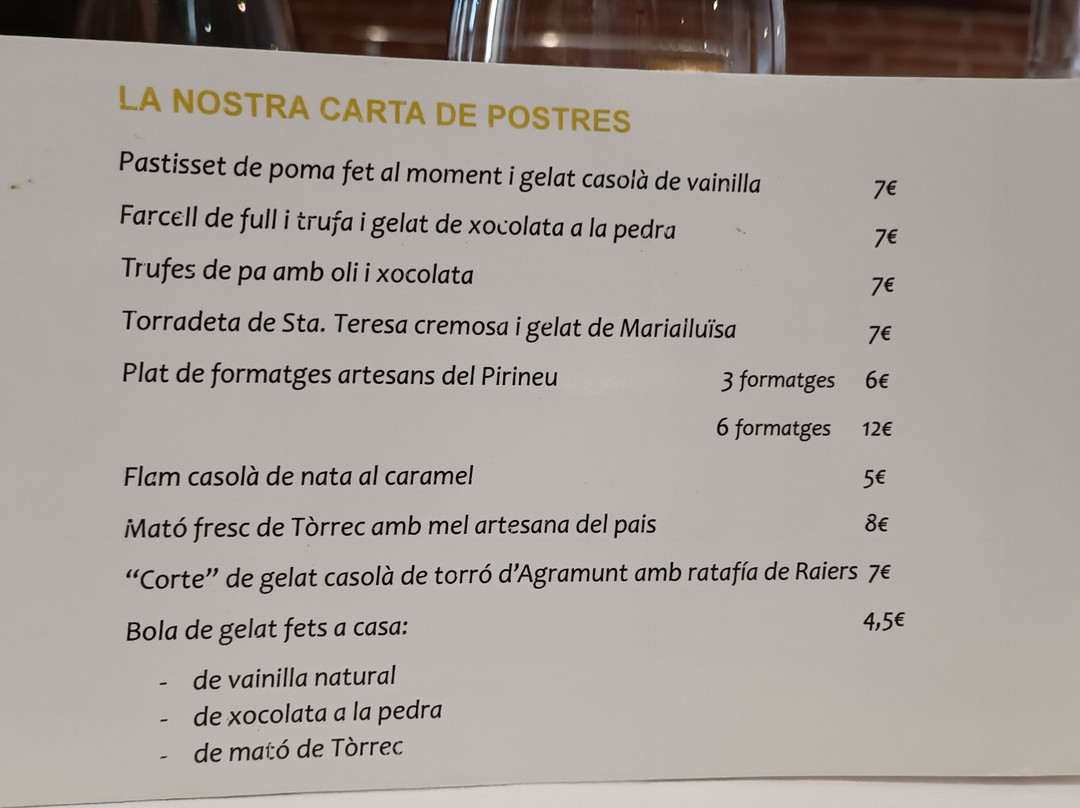 LA NOSTRA CARTA DE POSTRES
Pastisset de poma fet al moment i gelat casolà de vainilla 7€
Farcell de full i trufa i gelat de xocolata a la pedra 7€
Trufes de pa amb oli i xocolata 7€
Torradeta de Sta. Teresa cremosa i gelat de Mariailuïsa 7€
Plat de formatges artesans del Pirineu 3 formatges 6€
6 formatges 12€
Flam casolà de nata al caramel 5€
Mató fresc de Tòrrec amb mel artesana del pais 8€
“Corte” de gelat casolà de torró d’Agramunt amb ratafía de Raiers 7€
Bola de gelat fets a casa: 4,5€
- de vainilla natural
- de xocolata a la pedra
- de mató de Tòrrec